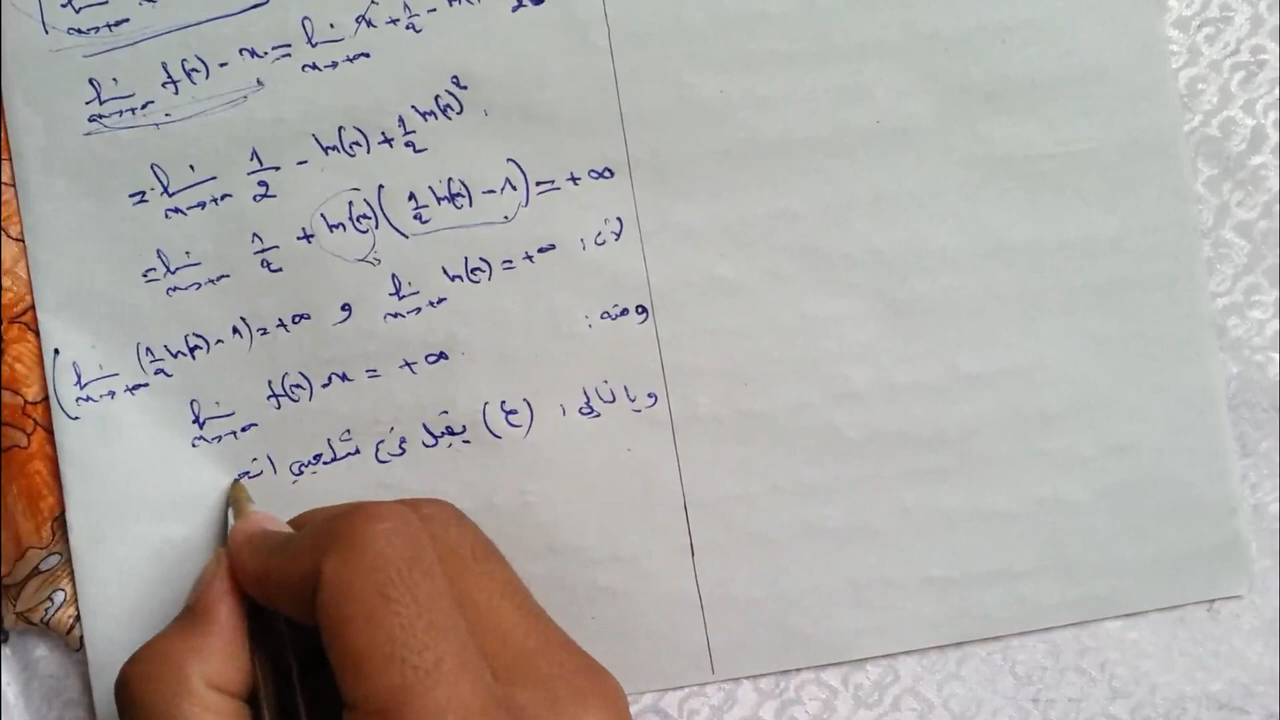 lim x→+∞ f(x) - x = lim x→+∞ x + 1/2 -
= lim x→+∞ 1/2 - ln(x) + 1/2 ln(x)²
= lim x→+∞ 1/2 + ln(x)(1/2 ln(x) - 1) = +∞
لأن: lim x→+∞ ln(x) = +∞ و lim x→+∞ (1/2 ln(x) - 1) = +∞
ومنه:
lim x→+∞ f(x) - x = +∞
وبالتالي: (ع) يقبل فرع